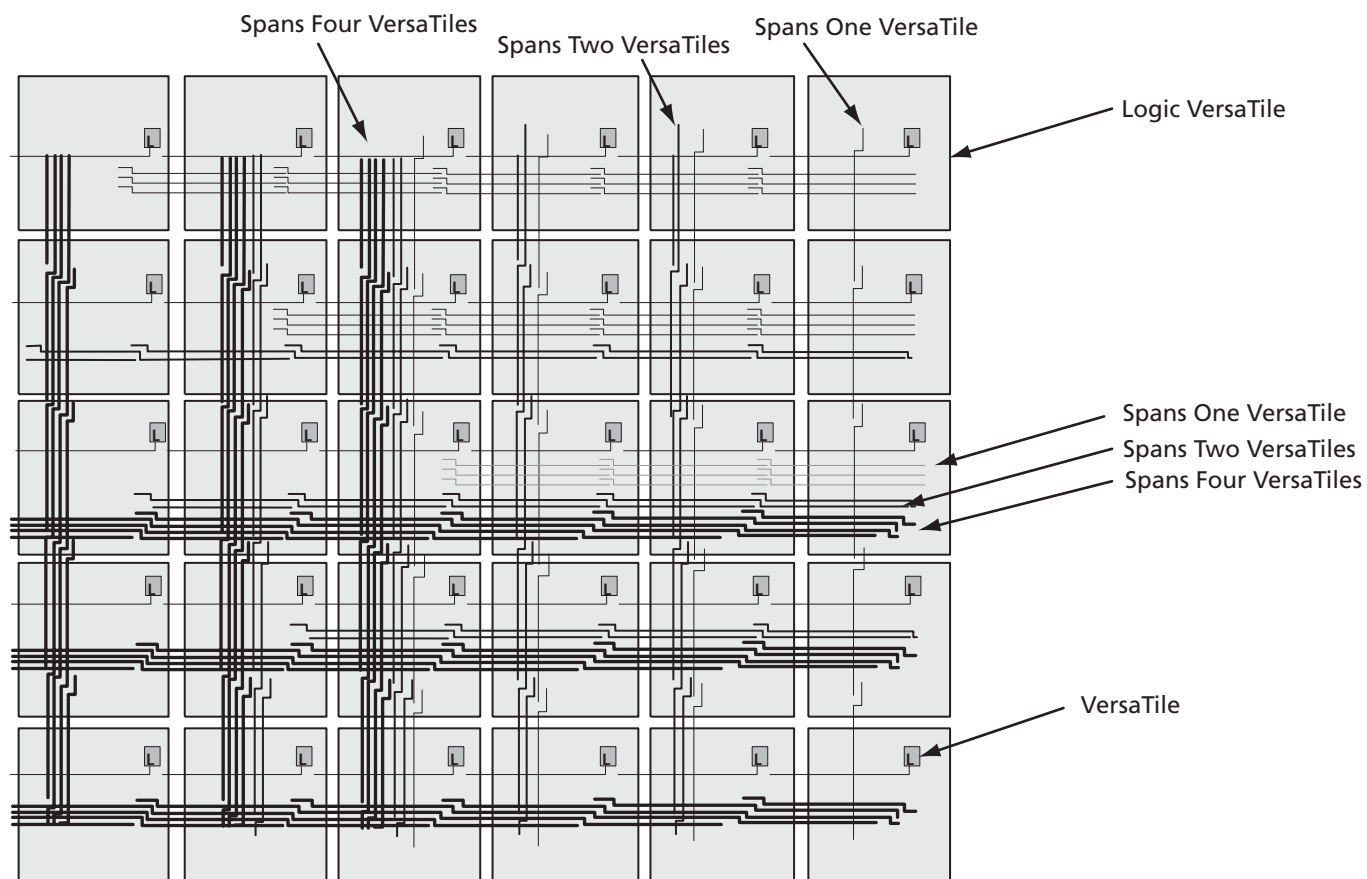 Spans Four VersaTiles
Spans Two VersaTiles
Spans One VersaTile
Logic VersaTile
L L L L L L
L L L L L L
L L L L L L
Spans One VersaTile
Spans Two VersaTiles
Spans Four VersaTiles
L L L L L L
VersaTile
L L L L L L